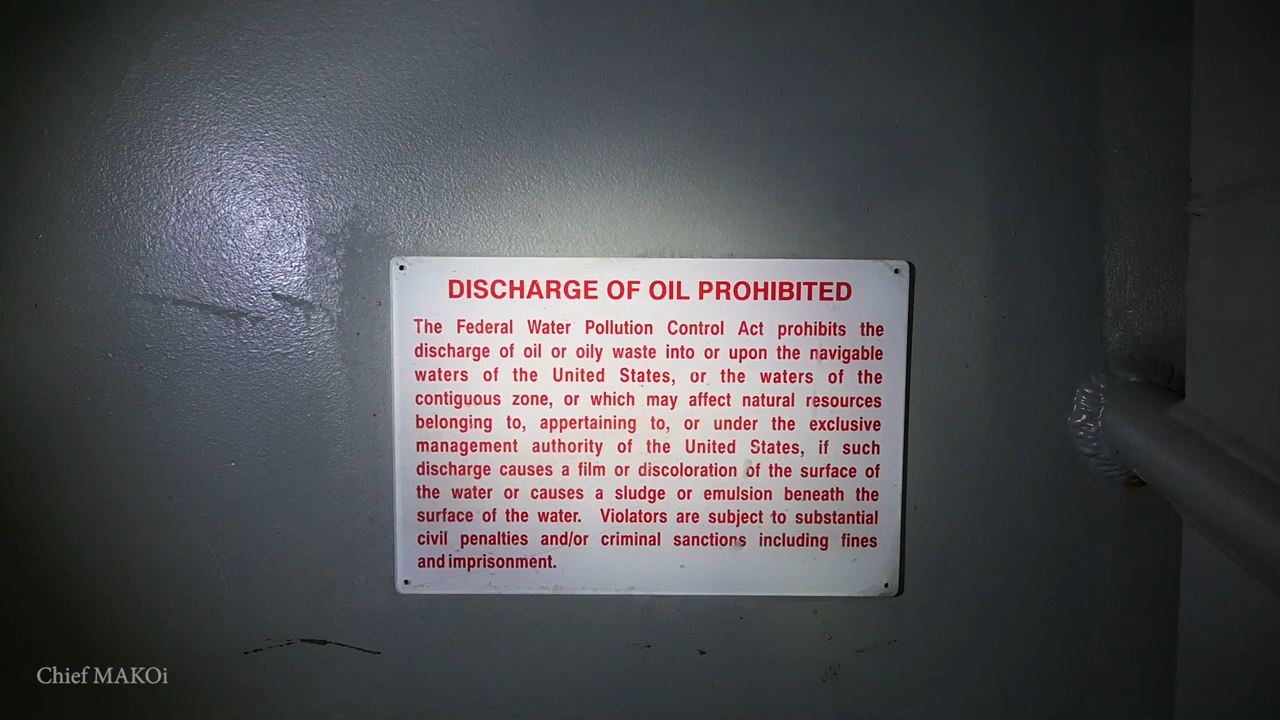 DISCHARGE OF OIL PROHIBITED
The Federal Water Pollution Control Act prohibits the
discharge of oil or oily waste into or upon the navigable
waters of the United States, or the waters of the
contiguous zone, or which may affect natural resources
belonging to, appertaining to, or under the exclusive
management authority of the United States, if such
discharge causes a film or discoloration of the surface of
the water or causes a sludge or emulsion beneath the
surface of the water. Violators are subject to substantial
civil penalties and/or criminal sanctions including fines
and imprisonment.
Chief MAKOi